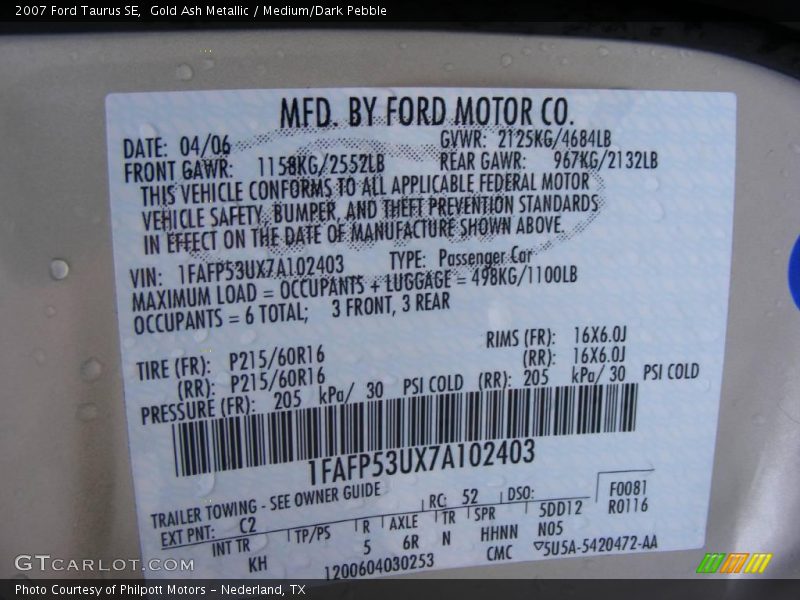 2007 Ford Taurus SE, Gold Ash Metallic / Medium/Dark Pebble
MFD. BY FORD MOTOR CO.
DATE: 04/06 GVWR: 2125KG/4684LB
FRONT GAWR: 1158KG/2552LB REAR GAWR: 967KG/2132LB
THIS VEHICLE CONFORMS TO ALL APPLICABLE FEDERAL MOTOR
VEHICLE SAFETY, BUMPER, AND THEFT PREVENTION STANDARDS
IN EFFECT ON THE DATE OF MANUFACTURE SHOWN ABOVE.
VIN: 1FAFP53UX7A102403 TYPE: Passenger Car
MAXIMUM LOAD = OCCUPANTS + LUGGAGE = 498KG/1100LB
OCCUPANTS = 6 TOTAL; 3 FRONT, 3 REAR
TIRE (FR): P215/60R16 RIMS (FR): 16X6.0J
(RR): P215/60R16 (RR): 16X6.0J
PRESSURE (FR): 205 kPa/ 30 PSI COLD (RR): 205 kPa/ 30 PSI COLD
1FAFP53UX7A102403
TRAILER TOWING - SEE OWNER GUIDE
EXT PNT: C2 RC: 52 DSO: F0081
R0116
INT TR TP/PS R AXLE TR SPR 5DD12
KH 5 6R N HHNN N05
1200604030253 CMC ▽5U5A-5420472-AA
GTCARLOT.COM
Photo Courtesy of Philpott Motors - Nederland, TX